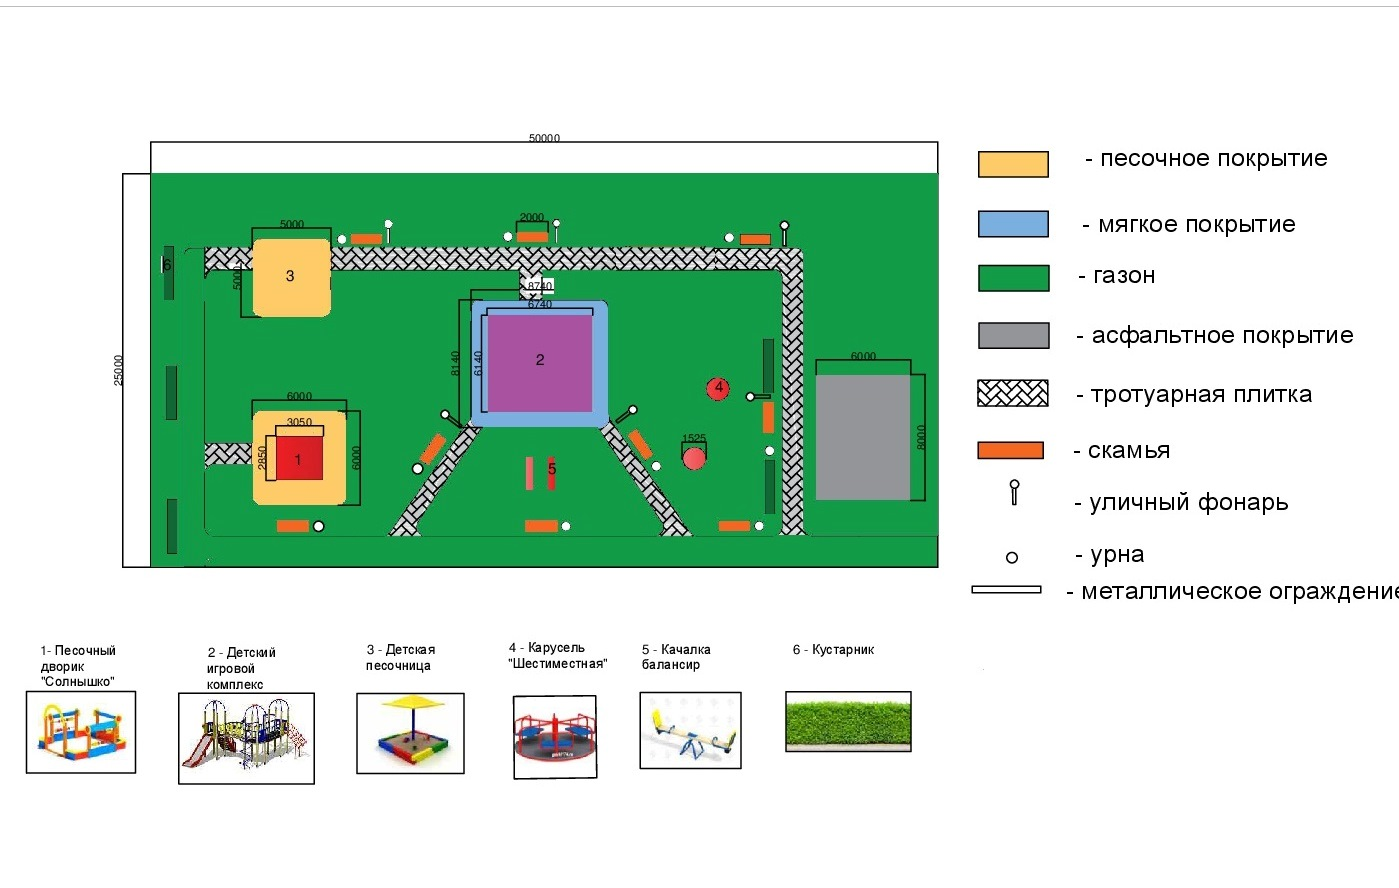 50000
- песочное покрытие
- мягкое покрытие
- газон
- асфальтное покрытие
- тротуарная плитка
- скамья
- уличный фонарь
- урна
- металлическое ограждение
25000
5000
2000
6
3
5000
8740
6740
8140
6140
2
4
6000
8000
6000
3050
2850
1
6000
1525
5
1- Песочный
дворик
"Солнышко"
2 - Детский
игровой
комплекс
3 - Детская
песочница
4 - Карусель
"Шестиместная"
5 - Качалка
балансир
6 - Кустарник